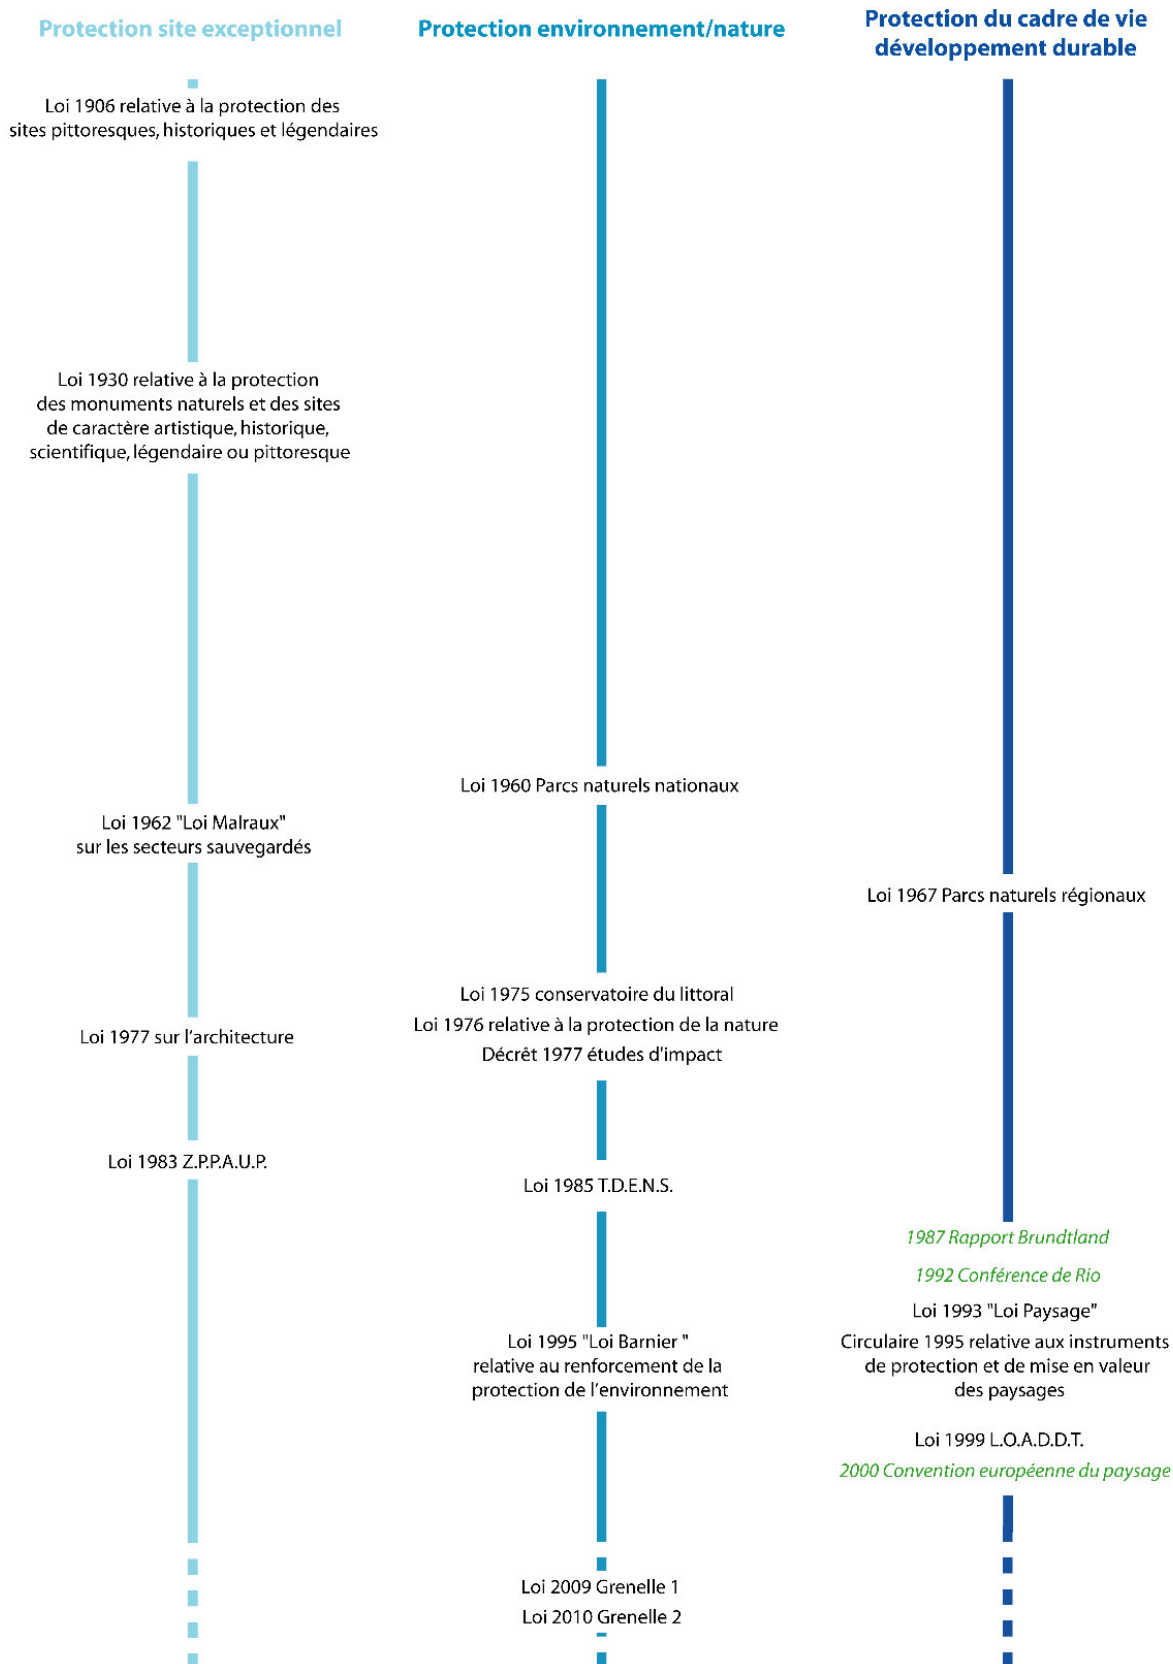 Protection site exceptionnel
Loi 1906 relative à la protection des
sites pittoresques, historiques et légendaires
Loi 1930 relative à la protection
des monuments naturels et des sites
de caractère artistique, historique,
scientifique, légendaire ou pittoresque
Loi 1962 "Loi Malraux"
sur les secteurs sauvegardés
Loi 1977 sur l'architecture
Loi 1983 Z.P.P.A.U.P.
Protection environnement/nature
Loi 1960 Parcs naturels nationaux
Loi 1975 conservatoire du littoral
Loi 1976 relative à la protection de la nature
Décrêt 1977 études d'impact
Loi 1985 T.D.E.N.S.
Loi 1995 "Loi Barnier "
relative au renforcement de la
protection de l'environnement
Loi 2009 Grenelle 1
Loi 2010 Grenelle 2
Protection du cadre de vie
développement durable
Loi 1967 Parcs naturels régionaux
1987 Rapport Brundtland
1992 Conférence de Rio
Loi 1993 "Loi Paysage"
Circulaire 1995 relative aux instruments
de protection et de mise en valeur
des paysages
Loi 1999 L.O.A.D.D.T.
2000 Convention européenne du paysage